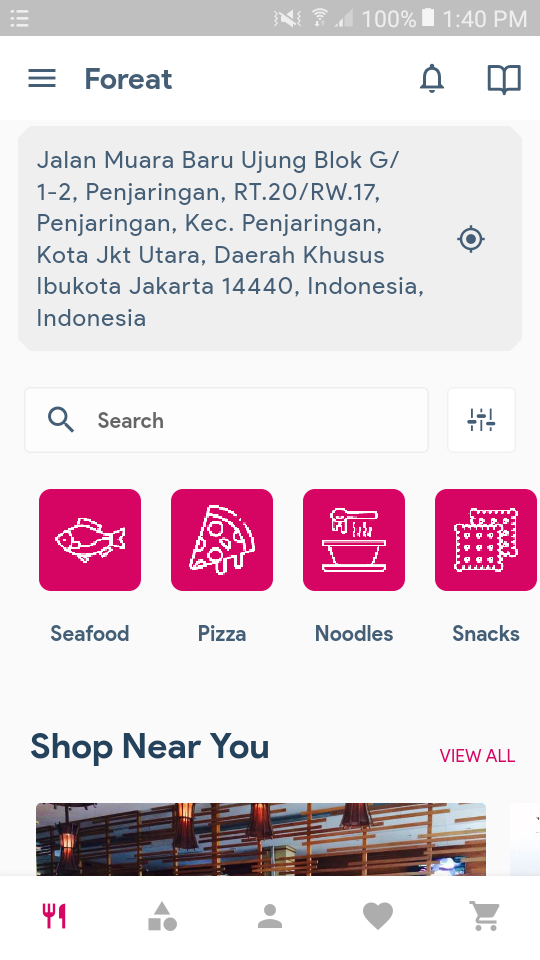 100% 1:40 PM
Foreat
Jalan Muara Baru Ujung Blok G/
1-2, Penjaringan, RT.20/RW.17,
Penjaringan, Kec. Penjaringan,
Kota Jkt Utara, Daerah Khusus
Ibukota Jakarta 14440, Indonesia,
Indonesia
Search
Seafood Pizza Noodles Snacks
Shop Near You
VIEW ALL